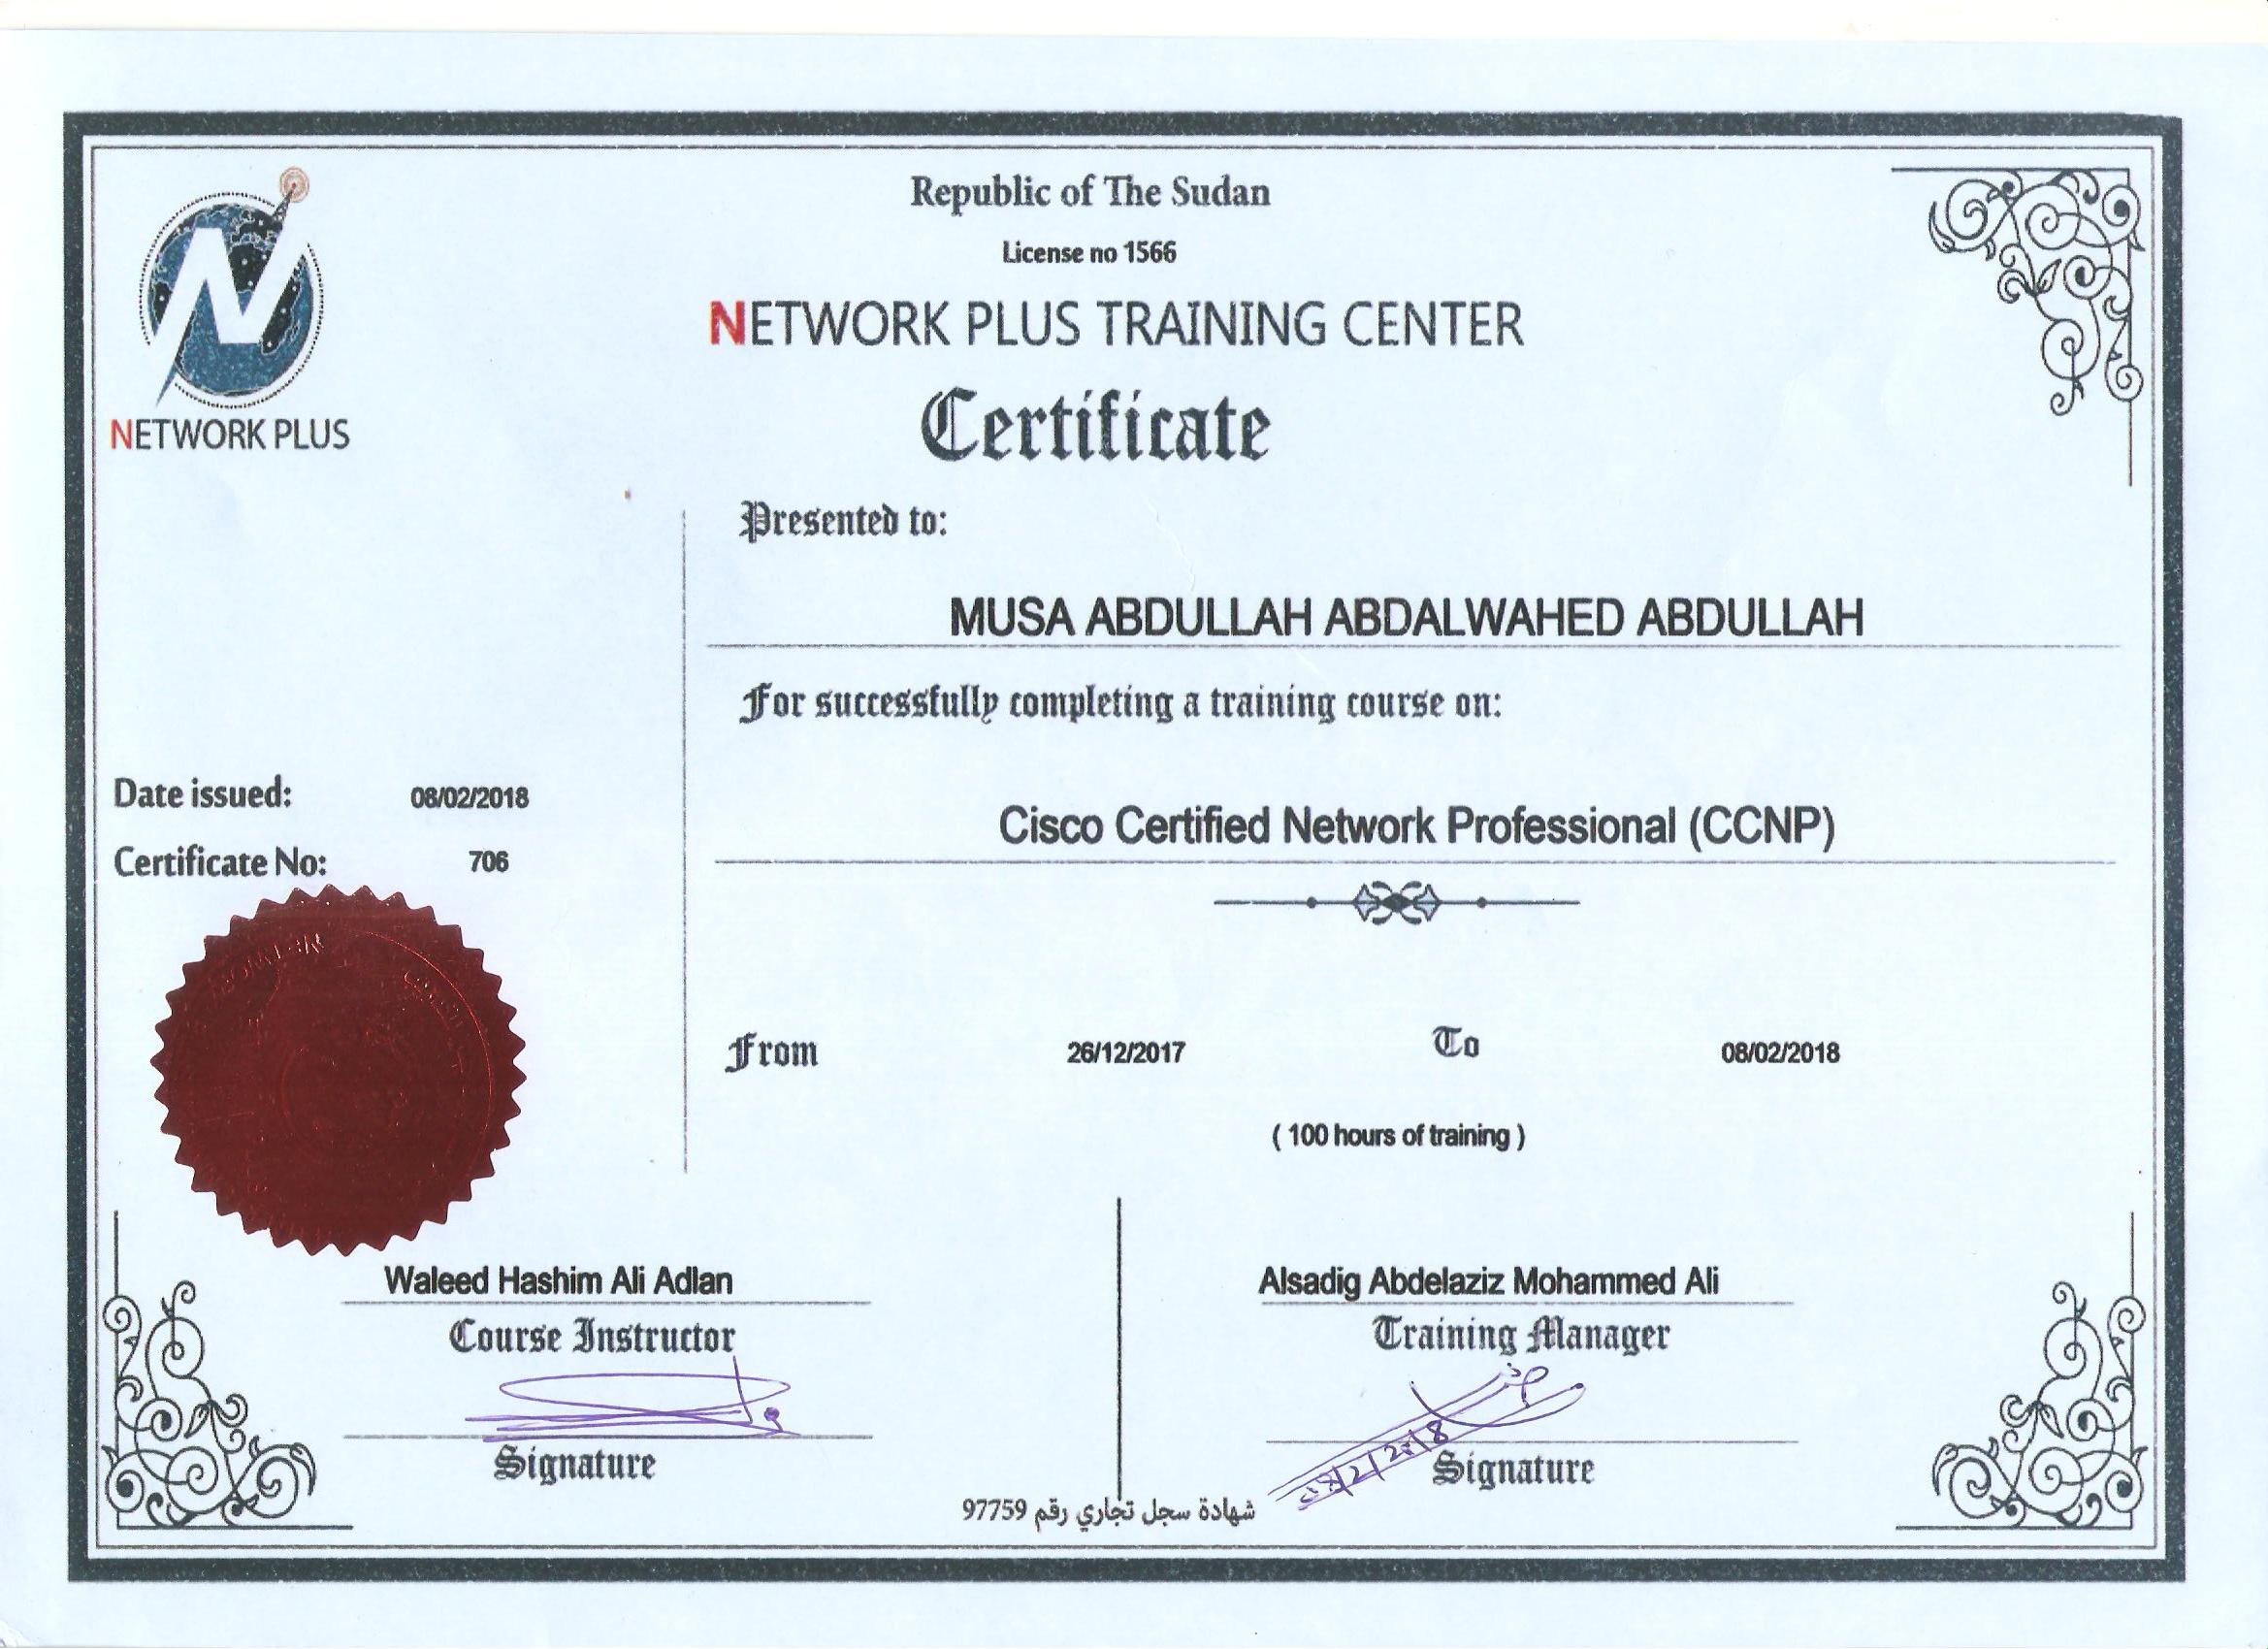 Republic of The Sudan
License no 1566
NETWORK PLUS TRAINING CENTER
NETWORK PLUS
Certificate
Presented to:
MUSA ABDULLAH ABDALWAHED ABDULLAH
For successfully completing a training course on:
Cisco Certified Network Professional (CCNP)
Date issued: 08/02/2018
Certificate No: 706
From 26/12/2017 To 08/02/2018
( 100 hours of training )
Waleed Hashim Ali Adlan
Course Instructor
Signature
Alsadig Abdelaziz Mohammed Ali
Training Manager
08/2/2018
Signature
شهادة سجل تجاري رقم 97759